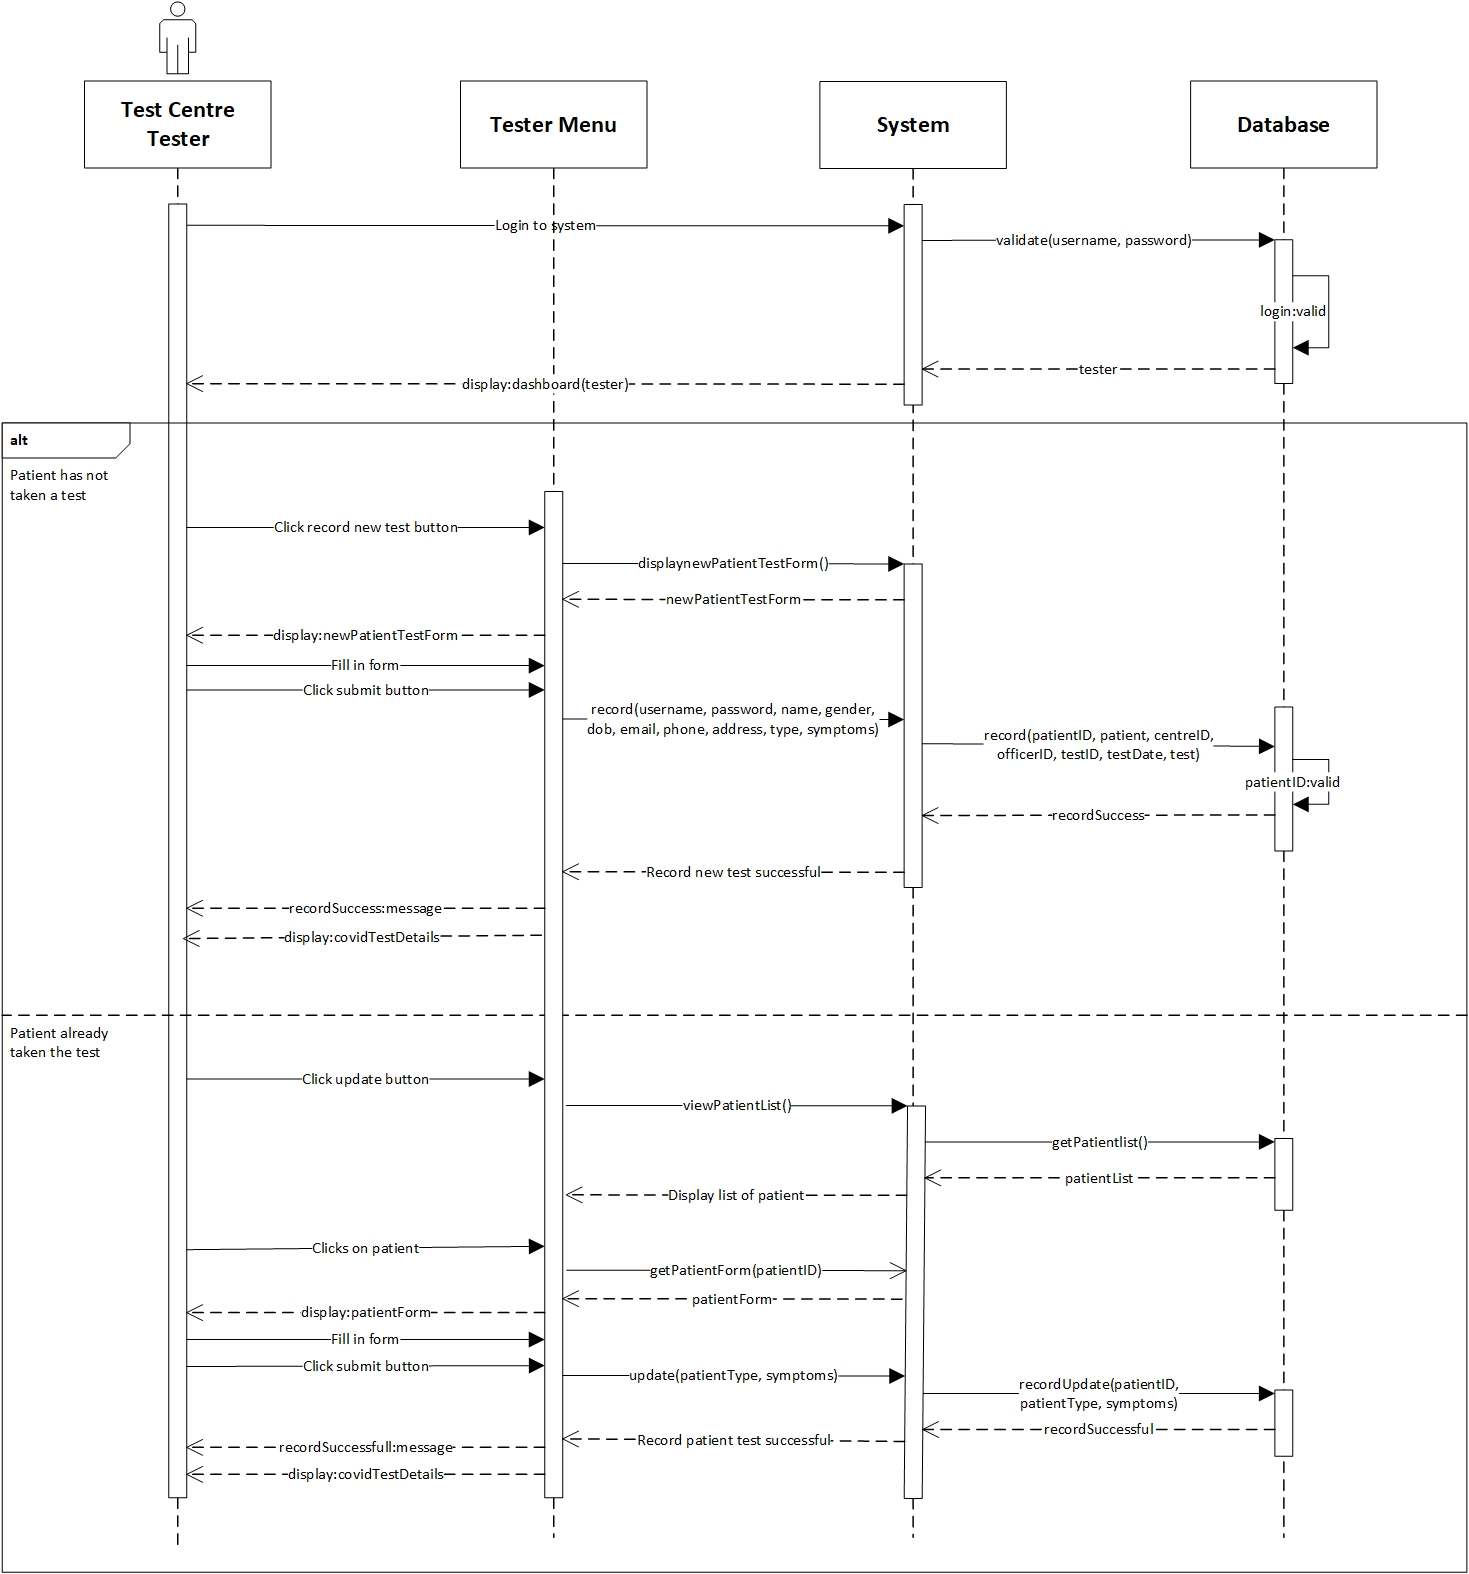 Test Centre
Tester
Tester Menu
System
Database
Login to system
validate(username, password)
login:valid
tester
display:dashboard(tester)
alt
Patient has not
taken a test
Click record new test button
displaynewPatientTestForm()
newPatientTestForm
display:newPatientTestForm
Fill in form
Click submit button
record(username, password, name, gender,
dob, email, phone, address, type, symptoms)
record(patientID, patient, centreID,
officerID, testID, testDate, test)
patientID:valid
recordSuccess
Record new test successful
recordSuccess:message
display:covidTestDetails
Patient already
taken the test
Click update button
viewPatientList()
getPatientlist()
patientList
Display list of patient
Clicks on patient
getPatientForm(patientID)
patientForm
display:patientForm
Fill in form
Click submit button
update(patientType, symptoms)
recordUpdate(patientID,
patientType, symptoms)
recordSuccessful
Record patient test successful
recordSuccessfull:message
display:covidTestDetails